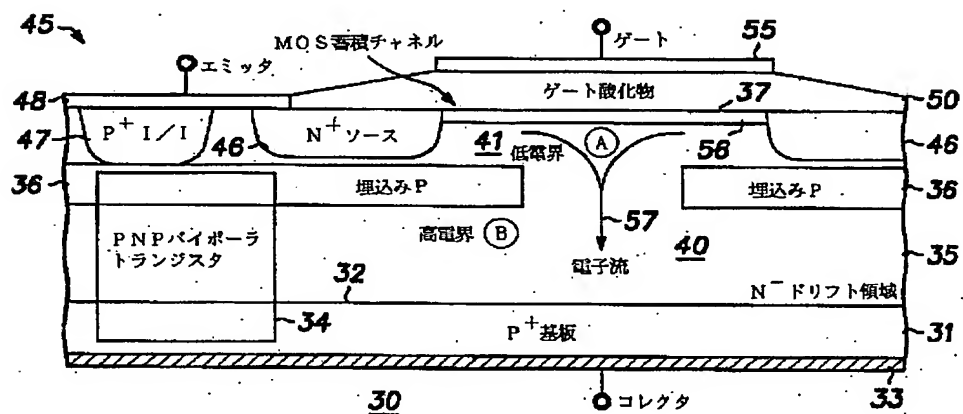 45
ゲート
55
MOS蓄積チャネル
エミッタ
48
ゲート酸化物
37
50
47
P+ I/I
46
N+ソース
41
低電界
A
56
46
36
埋込みP
埋込みP
36
57
高電界
B
40
35
PNPバイポーラ
トランジスタ
32
電子流
N-ドリフト領域
34
P+基板
31
33
30
コレクタ